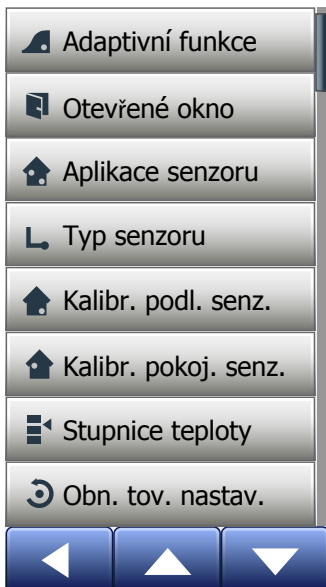 Adaptivní funkce
Otevřené okno
Aplikace senzoru
Typ senzoru
Kalibr. podl. senz.
Kalibr. pokoj. senz.
Stupnice teploty
Obn. tov. nastav.